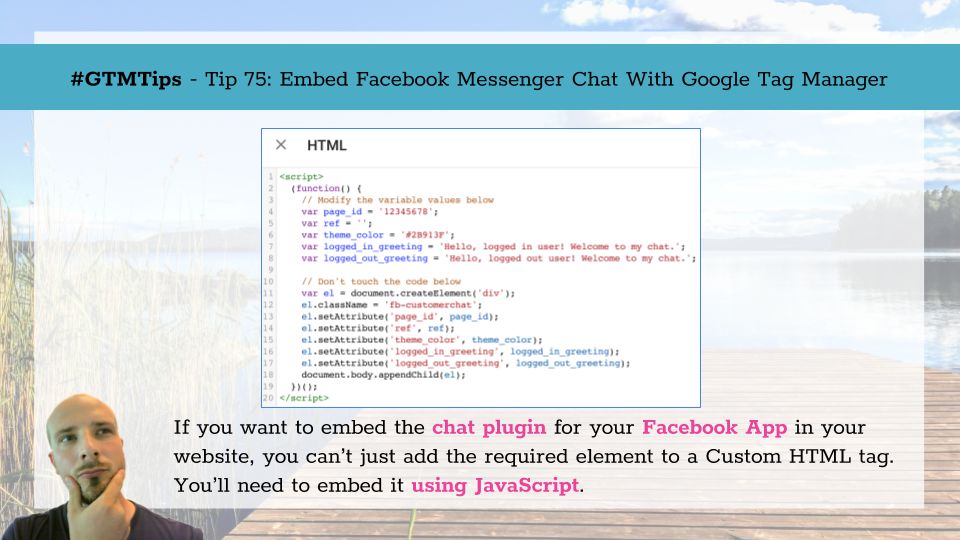 #GTMTips - Tip 75: Embed Facebook Messenger Chat With Google Tag Manager
× HTML
1 <script>
2 (function() {
3 // Modify the variable values below
4 var page_id = '12345678';
5 var ref = '';
6 var theme_color = '#2B913F';
7 var logged_in_greeting = 'Hello, logged in user! Welcome to my chat.';
8 var logged_out_greeting = 'Hello, logged out user! Welcome to my chat.';
9
10 // Don't touch the code below
11 var el = document.createElement('div');
12 el.className = 'fb-customerchat';
13 el.setAttribute('page_id', page_id);
14 el.setAttribute('ref', ref);
15 el.setAttribute('theme_color', theme_color);
16 el.setAttribute('logged_in_greeting', logged_in_greeting);
17 el.setAttribute('logged_out_greeting', logged_out_greeting);
18 document.body.appendChild(el);
19 })();
20 </script>
If you want to embed the chat plugin for your Facebook App in your
website, you can't just add the required element to a Custom HTML tag.
You'll need to embed it using JavaScript.